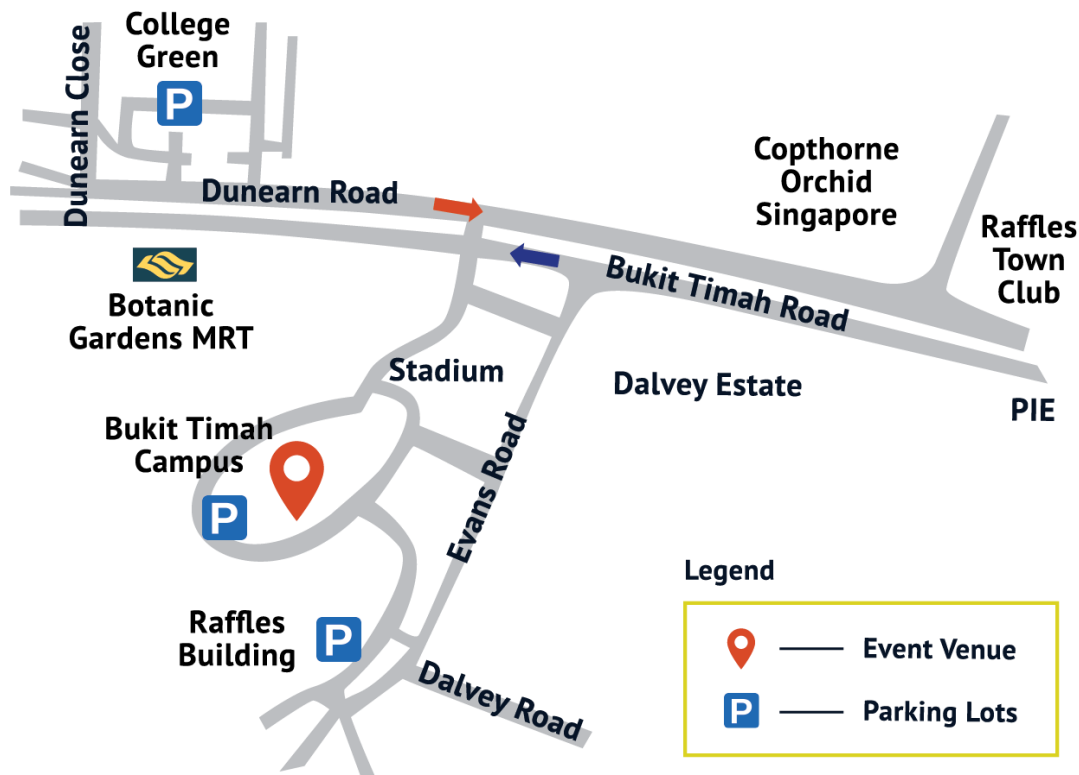 College
Green
P
Dunearn Close
Dunearn Road
Copthorne
Orchid
Singapore
Raffles
Town
Club
Botanic
Gardens MRT
Bukit Timah Road
Stadium
Dalvey Estate
PIE
Bukit Timah
Campus
P
Evans Road
Raffles
Building
P
Dalvey Road
Legend
Event Venue
P
Parking Lots